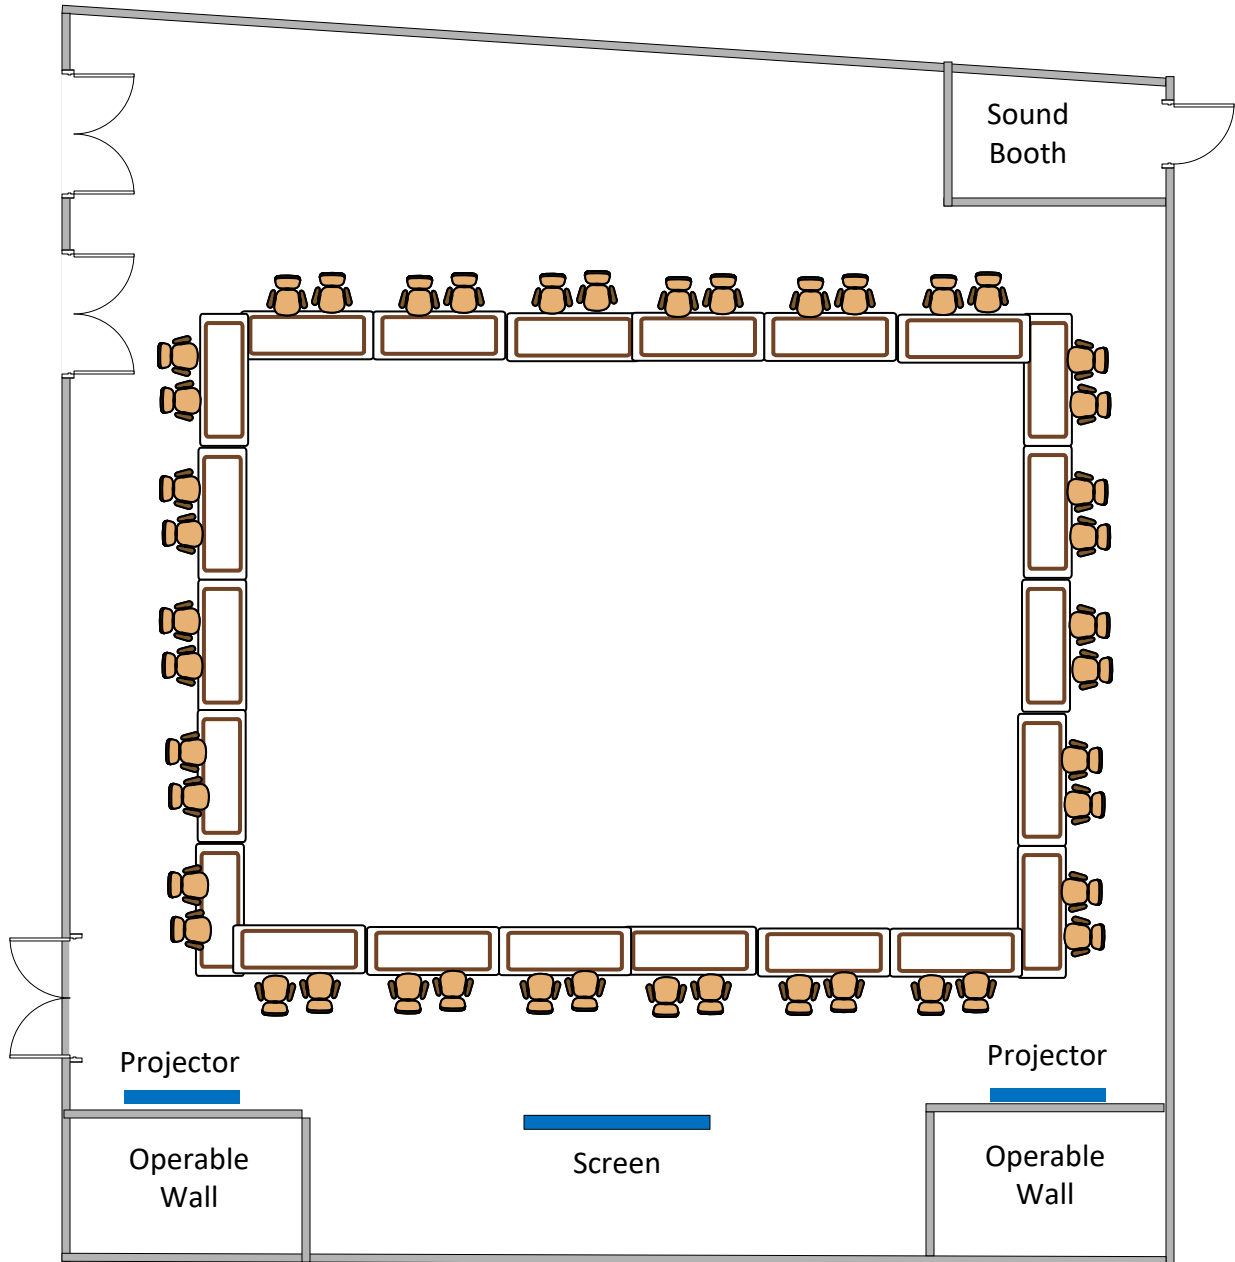 Sound
Booth
Projector
Projector
Operable
Wall
Screen
Operable
Wall